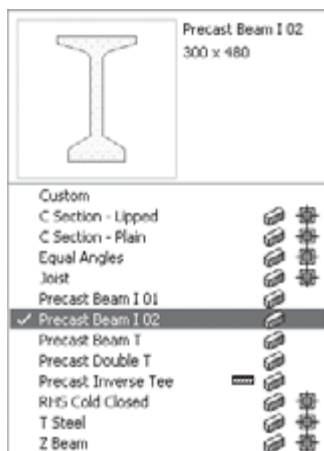 Precast Beam I 02
300 x 480
Custom
C Section - Lipped
C Section - Plain
Equal Angles
Joist
Precast Beam I 01
Precast Beam I 02
Precast Beam T
Precast Double T
Precast Inverse Tee
RHS Cold Closed
T Steel
Z Beam